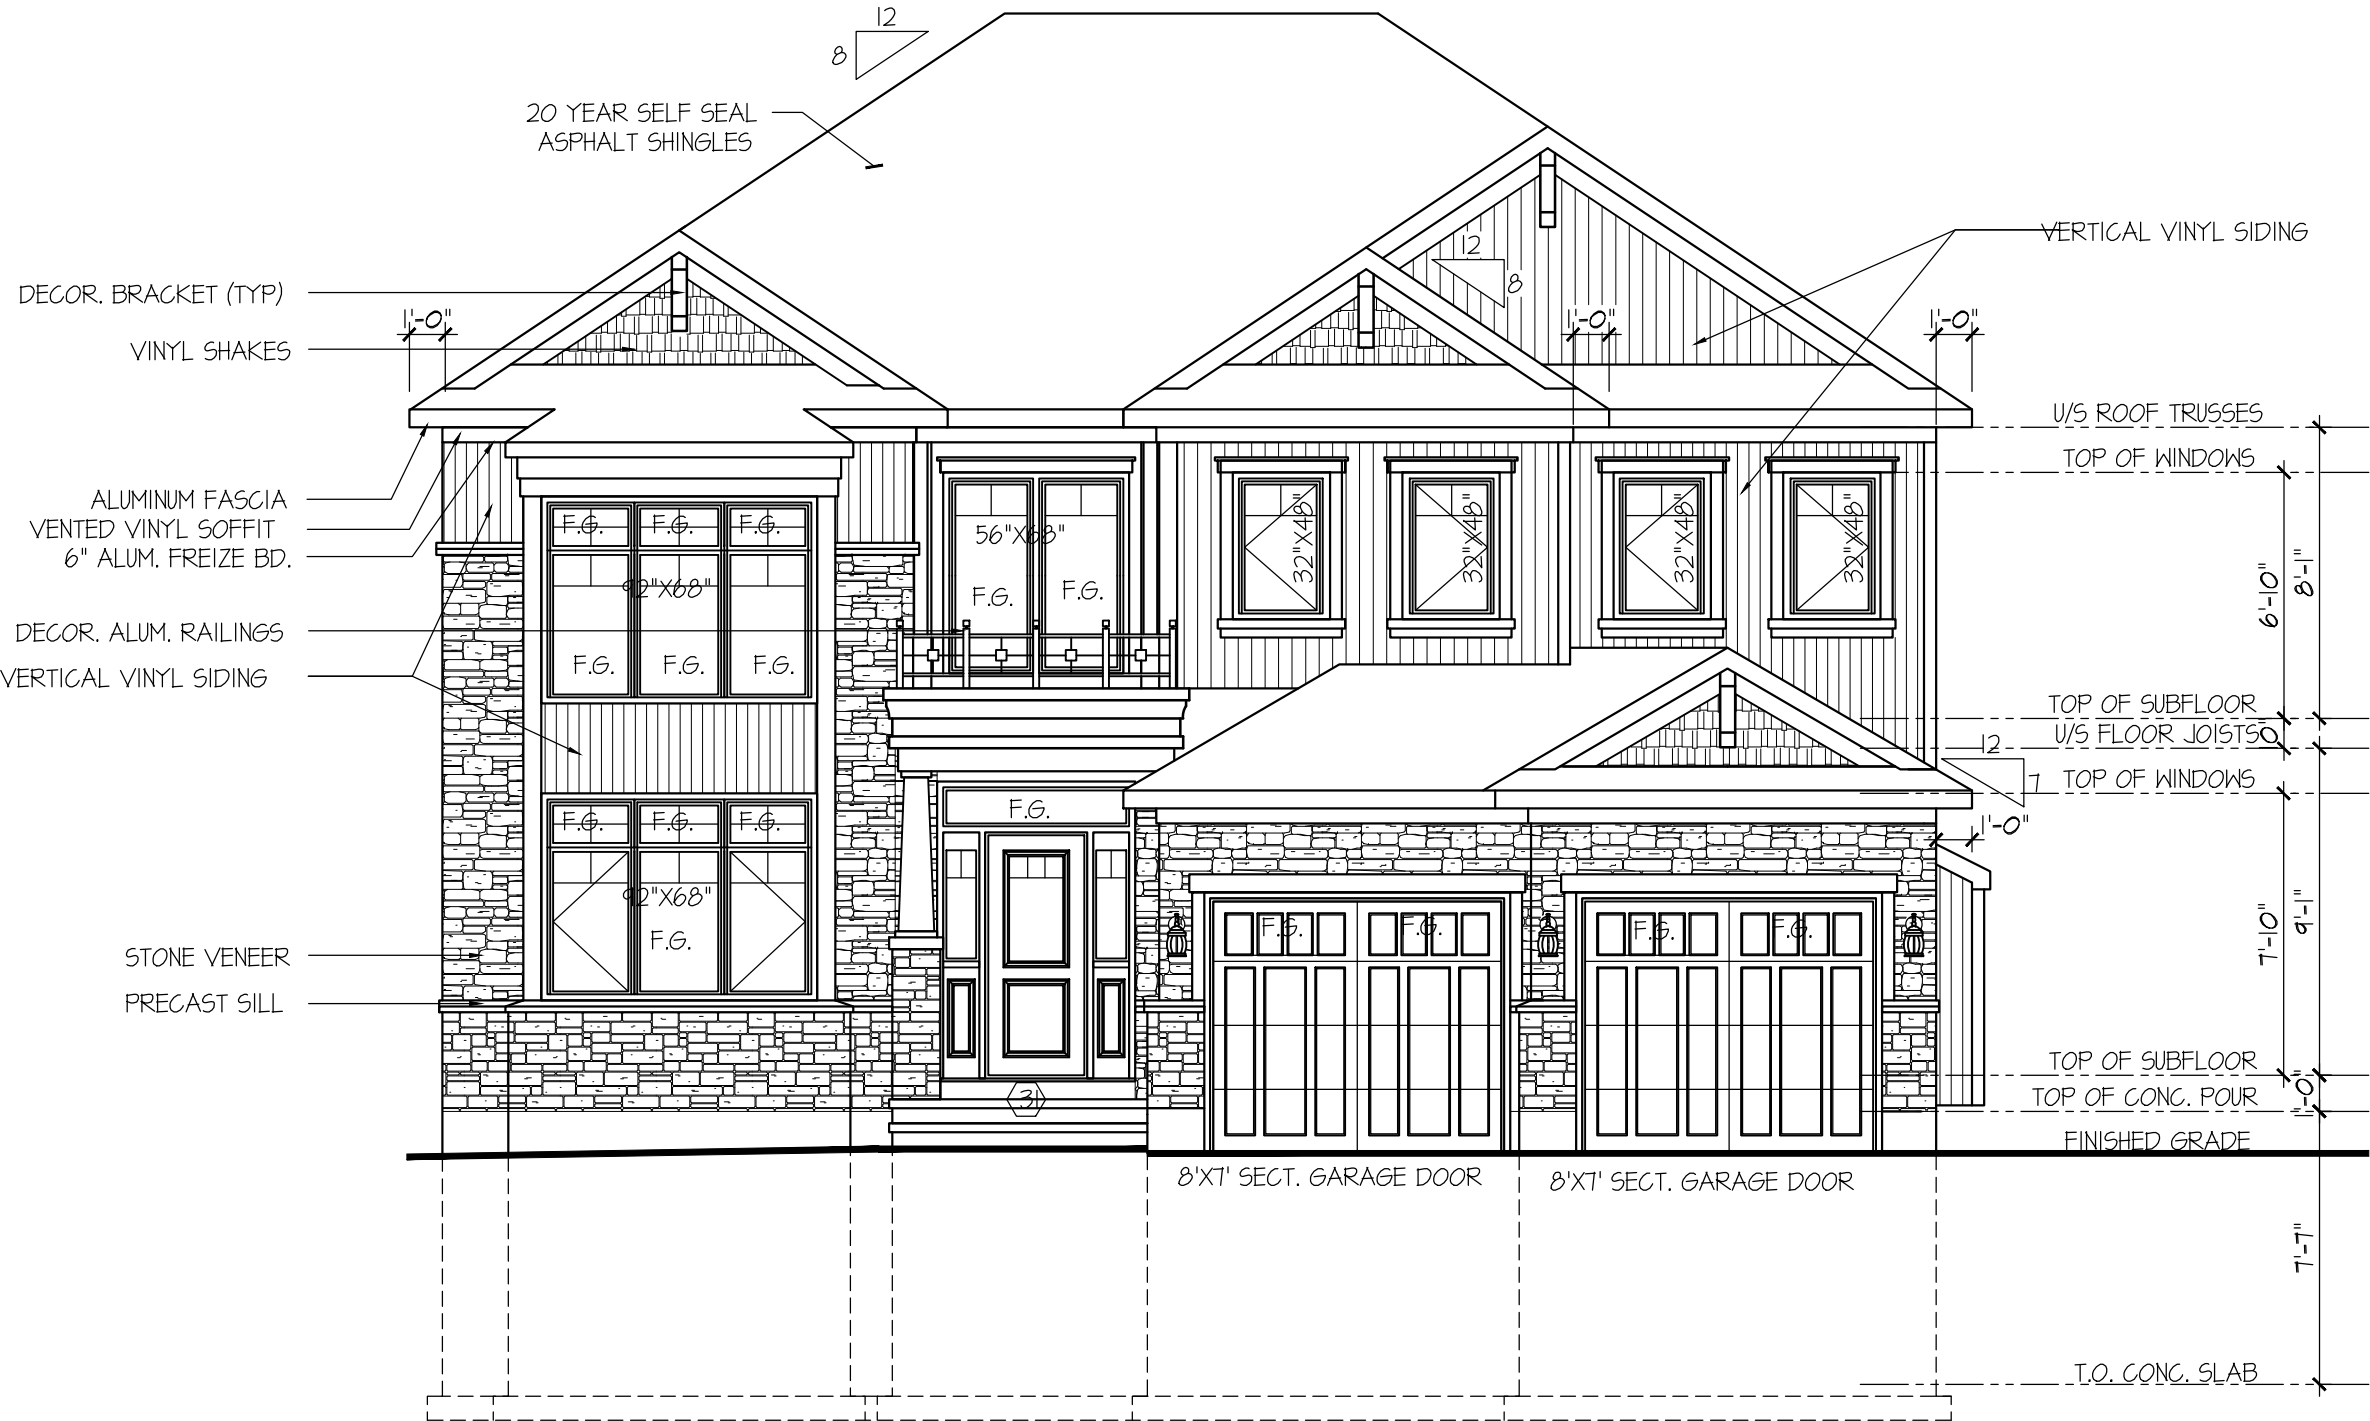 12
8
20 YEAR SELF SEAL
ASPHALT SHINGLES
VERTICAL VINYL SIDING
12
8
DECOR. BRACKET (TYP)
1'-0"
1'-0"
1'-0"
VINYL SHAKES
U/S ROOF TRUSSES
TOP OF WINDOWS
ALUMINUM FASCIA
VENTED VINYL SOFFIT
6" ALUM. FREIZE BD.
F.G. F.G. F.G.
92"X68"
56"X68"
F.G. F.G.
32"X48" 32"X48" 32"X48" 32"X48"
6'-10"
8'-1"
DECOR. ALUM. RAILINGS
F.G. F.G. F.G.
VERTICAL VINYL SIDING
TOP OF SUBFLOOR
U/S FLOOR JOISTS
10"
12
7
TOP OF WINDOWS
F.G.
F.G. F.G. F.G.
1'-0"
92"X68"
F.G.
F.G. F.G. F.G. F.G.
7'-10"
9'-1"
STONE VENEER
PRECAST SILL
TOP OF SUBFLOOR
31
TOP OF CONC. POUR
1'-0"
FINISHED GRADE
8'X7' SECT. GARAGE DOOR
8'X7' SECT. GARAGE DOOR
7'-7"
T.O. CONC. SLAB